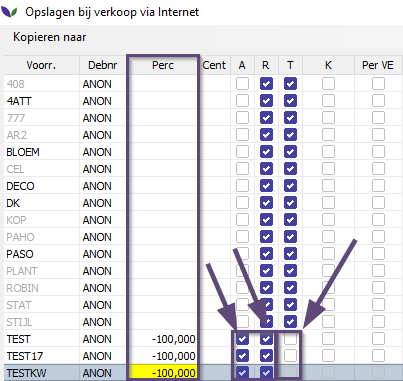 Opslagen bij verkoop via Internet
Kopieren naar
Voorr. Debnr Perc Cent A R T K Per VE
408 ANON
4ATT ANON
777 ANON
AR2 ANON
BLOEM ANON
CEL ANON
DECO ANON
DK ANON
KOP ANON
PAHO ANON
PASO ANON
PLANT ANON
ROBIN ANON
STAT ANON
STIJL ANON
TEST ANON -100,000
TEST17 ANON -100,000
TESTKW ANON -100,000